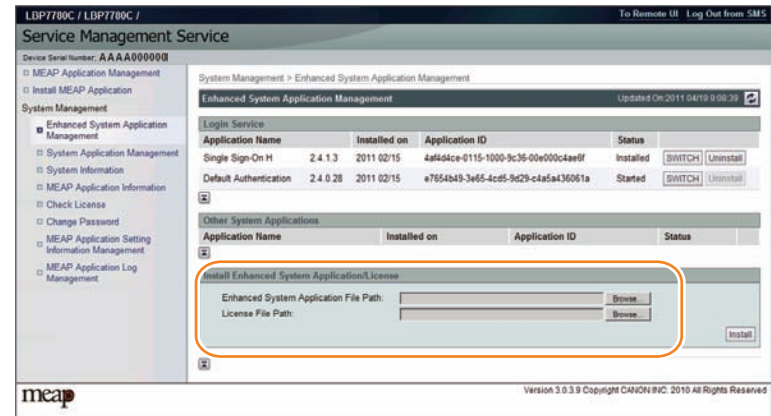 LBP7780C / LBP7780C /
To Remote UI Log Out from SMS
Service Management Service
Device Serial Number: AAAA000000
MEAP Application Management
Install MEAP Application
System Management
Enhanced System Application
Management
System Application Management
System Information
MEAP Application Information
Check License
Change Password
MEAP Application Setting
Information Management
MEAP Application Log
Management
System Management > Enhanced System Application Management
Enhanced System Application Management
Updated On:2011 04/19 9:08:39
Login Service
Application Name Installed on Application ID Status
Single Sign-On H 2.4.1.3 2011 02/15 4af4d4ce-0115-1000-9c36-00e000c4ae6f Installed SWITCH Uninstall
Default Authentication 2.4.0.28 2011 02/15 e7654b49-3e65-4cd5-9d29-c4a5a436061a Started SWITCH Uninstall
Other System Applications
Application Name Installed on Application ID Status
Install Enhanced System Application/License
Enhanced System Application File Path: Browse...
License File Path: Browse...
Install
meap
Version 3.0.3.9 Copyright CANON INC. 2010 All Rights Reserved